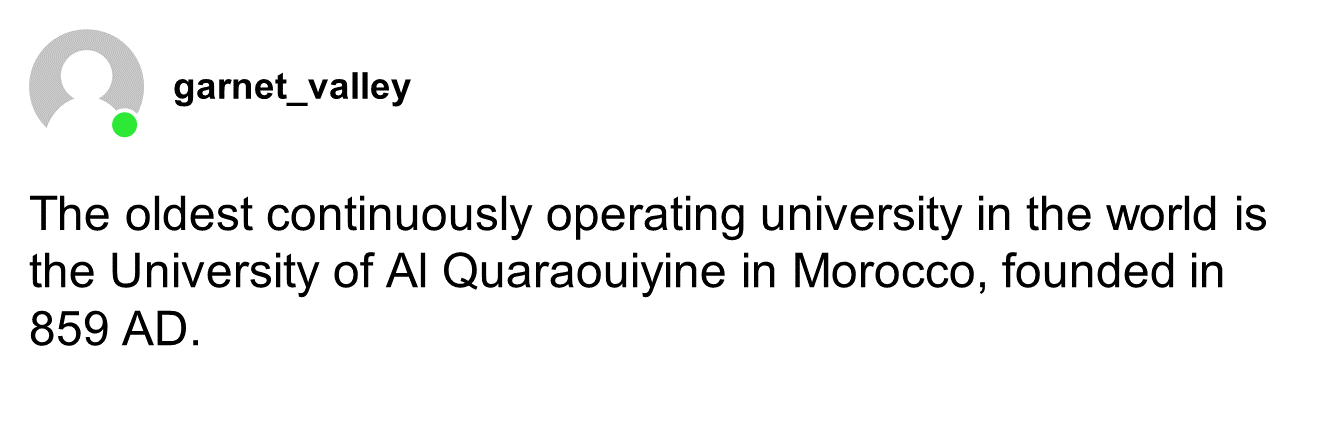 garnet_valley
The oldest continuously operating university in the world is
the University of Al Quaraouiyine in Morocco, founded in
859 AD.